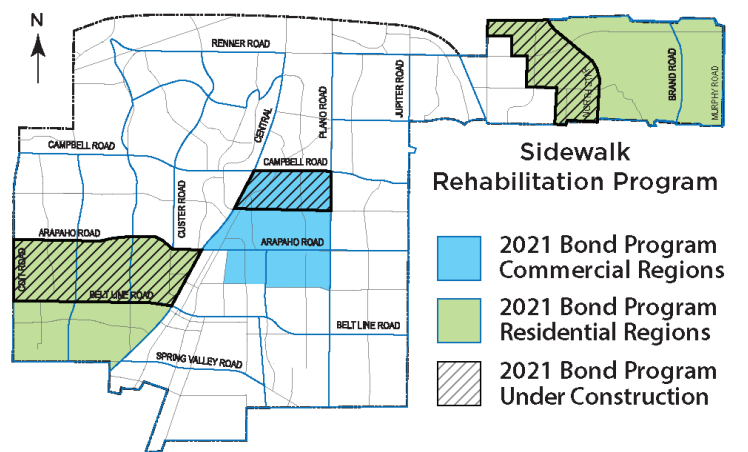 N
RENNER ROAD
CENTRAL
PLANO ROAD
JUPITER ROAD
BRAND ROAD
MURPHY ROAD
CAMPBELL ROAD
CAMPBELL ROAD
CUSTER ROAD
ARAPAHO ROAD
ARAPAHO ROAD
COIT ROAD
BELT LINE ROAD
BELT LINE ROAD
SPRING VALLEY ROAD
Sidewalk
Rehabilitation Program
2021 Bond Program
Commercial Regions
2021 Bond Program
Residential Regions
2021 Bond Program
Under Construction